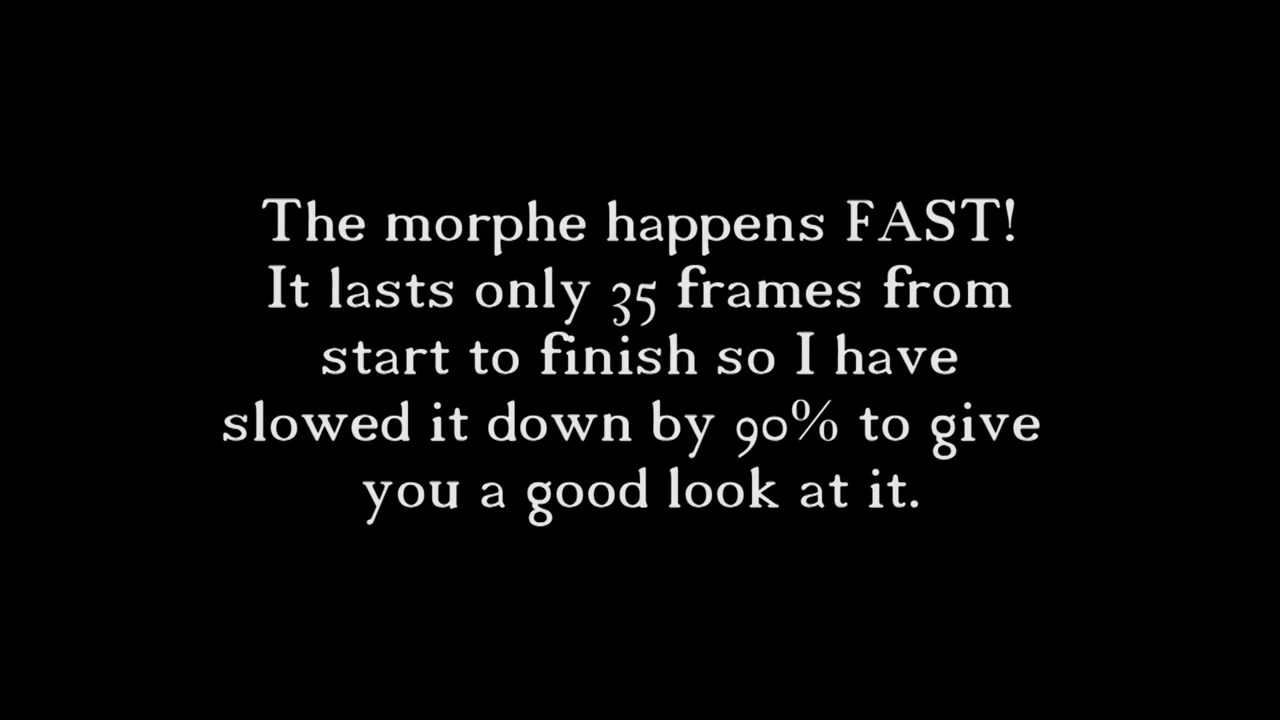 The morphe happens FAST!
It lasts only 35 frames from
start to finish so I have
slowed it down by 90% to give
you a good look at it.